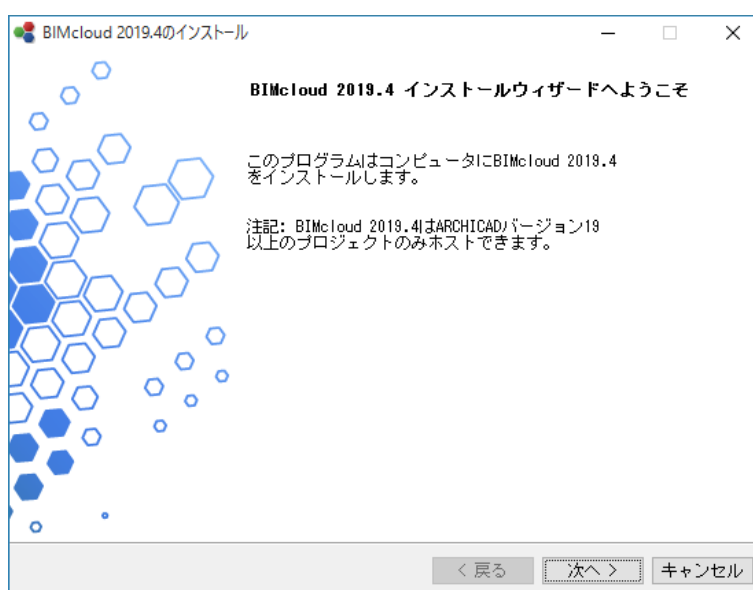 BIMcloud 2019.4のインストール
BIMcloud 2019.4 インストールウィザードへようこそ
このプログラムはコンピュータにBIMcloud 2019.4
をインストールします。
注記: BIMcloud 2019.4はARCHICADバージョン19
以上のプロジェクトのみホストできます。
< 戻る
次へ >
キャンセル